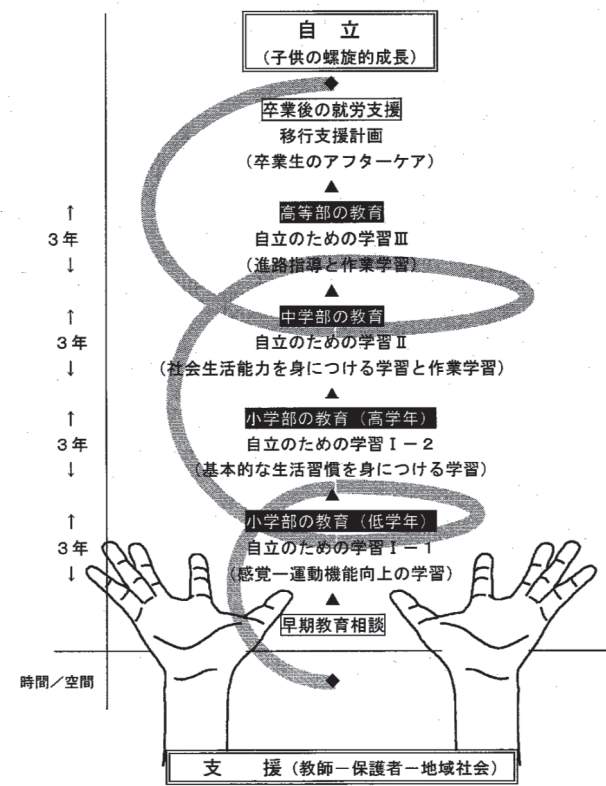 自　立
（子供の螺旋的成長）
卒業後の就労支援
移行支援計画
（卒業生のアフターケア）
▲
↑
高等部の教育
3年
自立のための学習Ⅲ
↓
（進路指導と作業学習）
▲
↑
中学部の教育
3年
自立のための学習Ⅱ
↓
（社会生活能力を身につける学習と作業学習）
▲
↑
小学部の教育（高学年）
3年
自立のための学習Ⅰ－2
↓
（基本的な生活習慣を身につける学習）
▲
↑
小学部の教育（低学年）
3年
自立のための学習Ⅰ－1
↓
（感覚－運動機能向上の学習）
▲
早期教育相談
時間／空間
支　援（教師－保護者－地域社会）